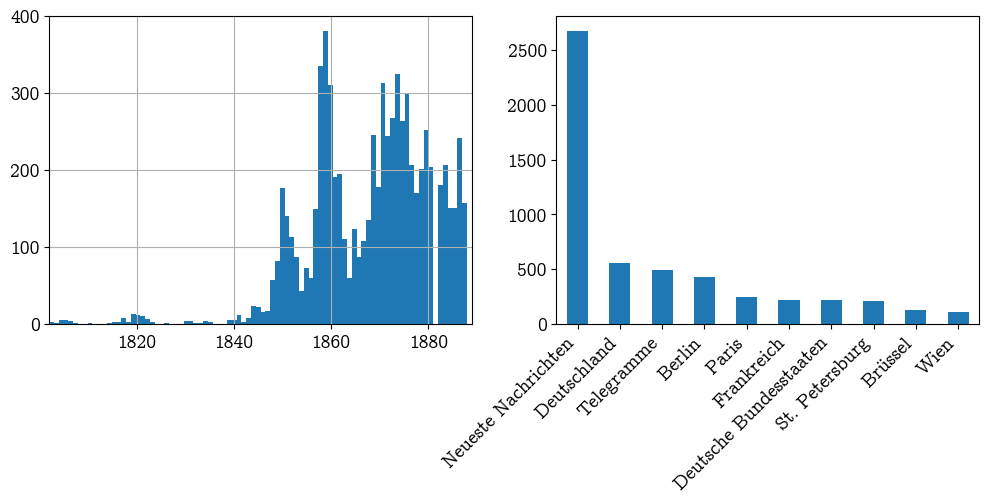 400
300
200
100
0
1820 1840 1860 1880
2500
2000
1500
1000
500
0
Neueste Nachrichten
Deutschland
Telegramme
Berlin
Paris
Frankreich
Deutsche Bundesstaaten
St. Petersburg
Brüssel
Wien